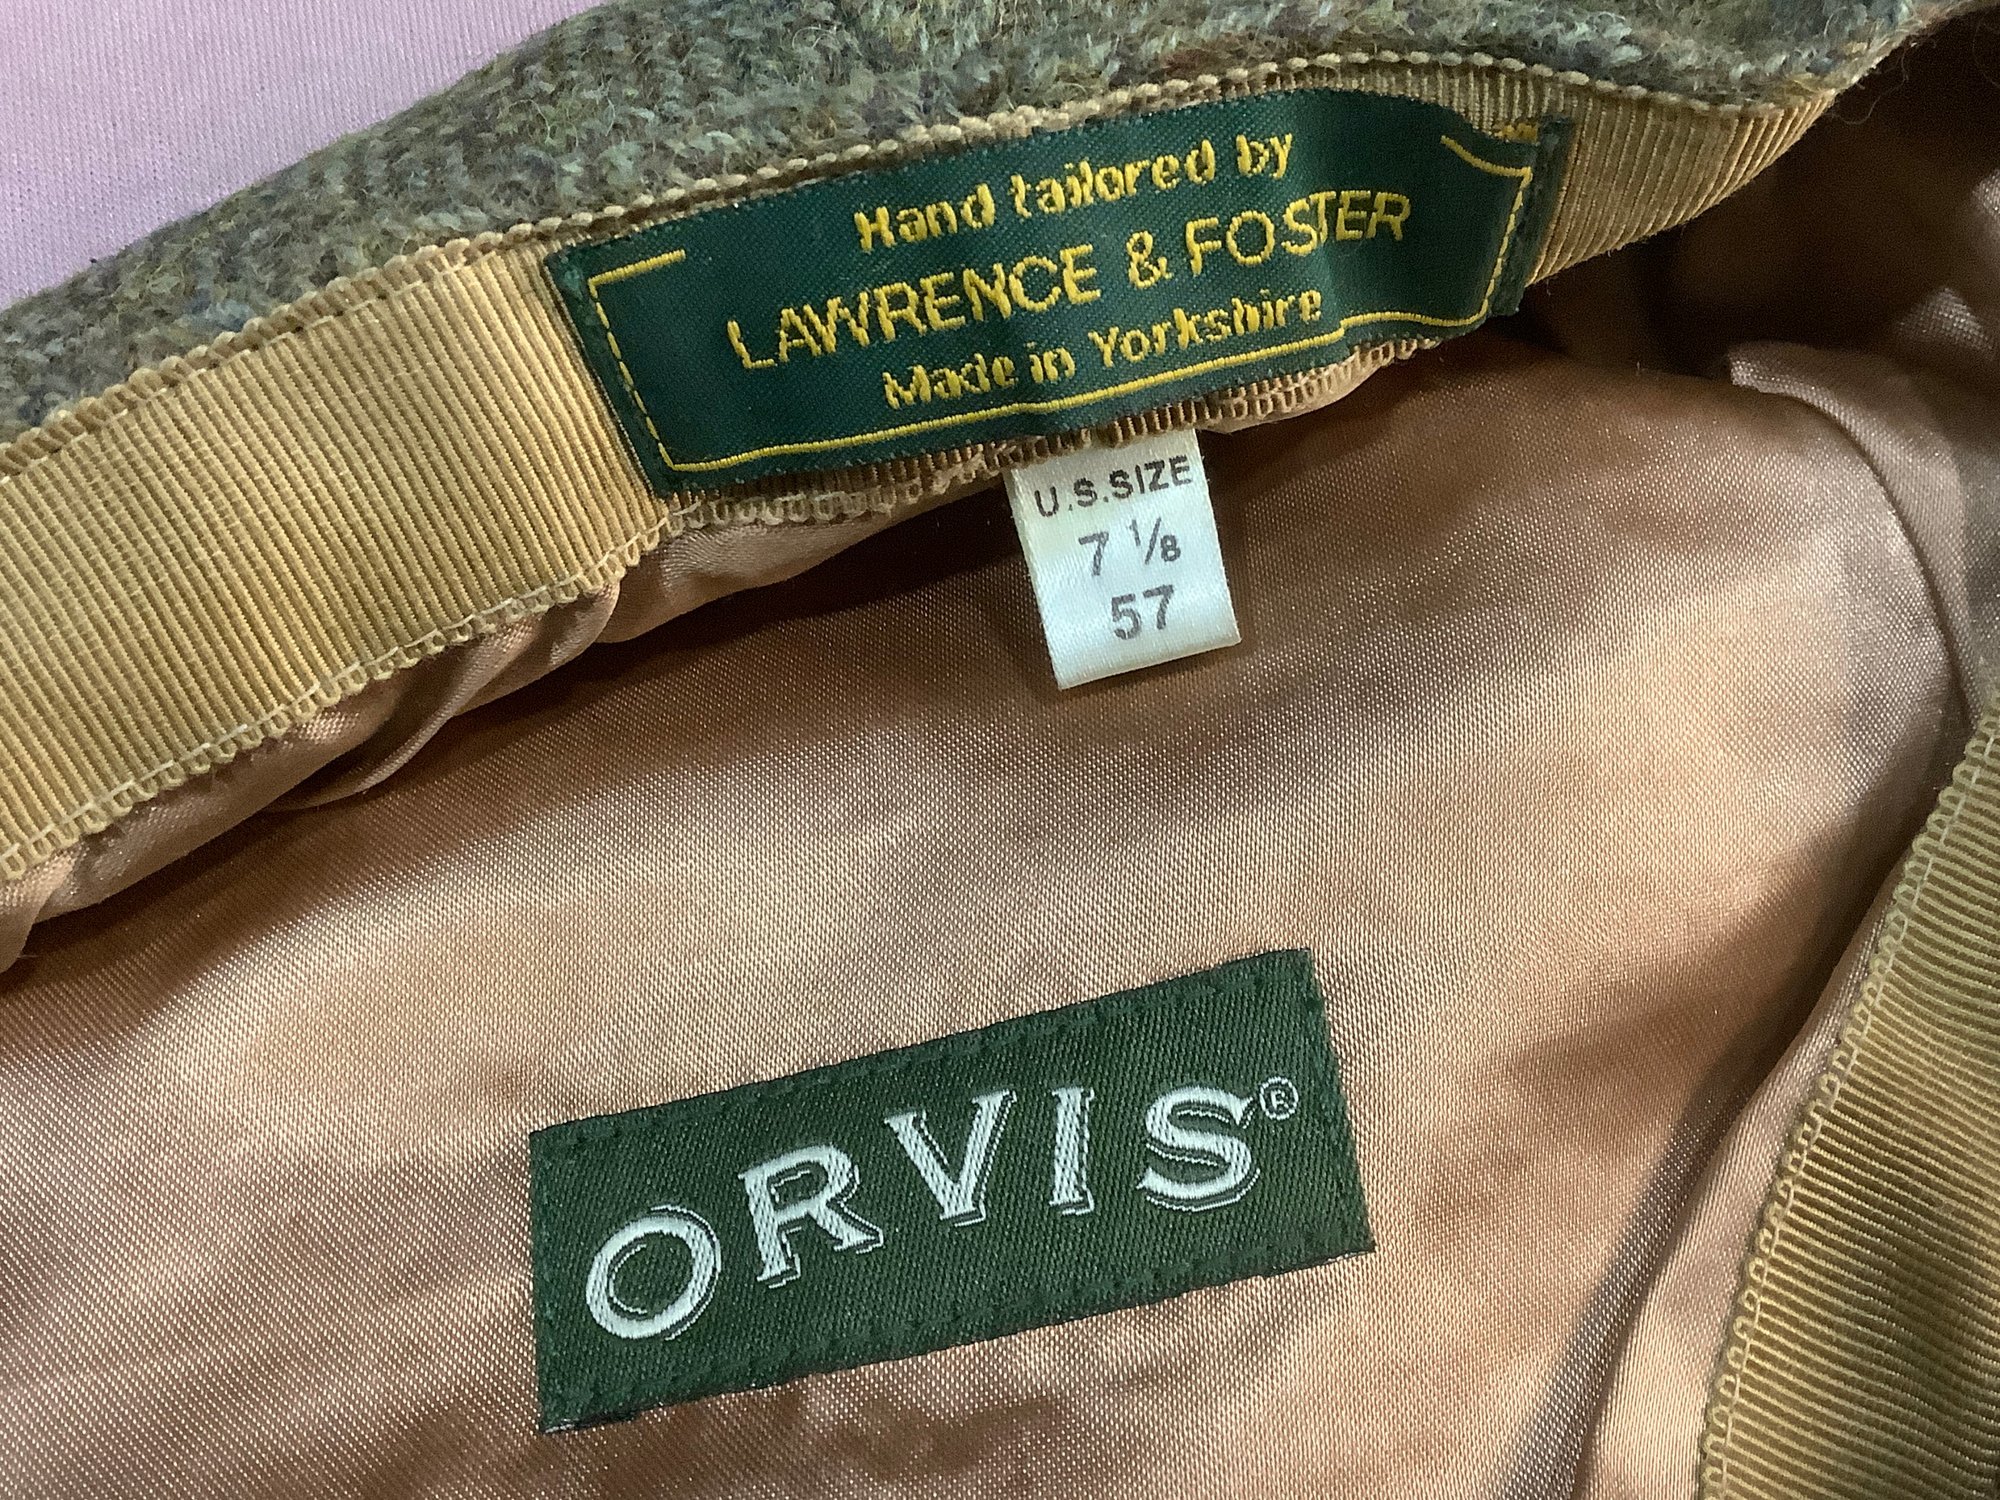 Hand tailored by
LAWRENCE & FOSTER
Made in Yorkshire
U.S.SIZE
7 1/8
57
ORVIS®